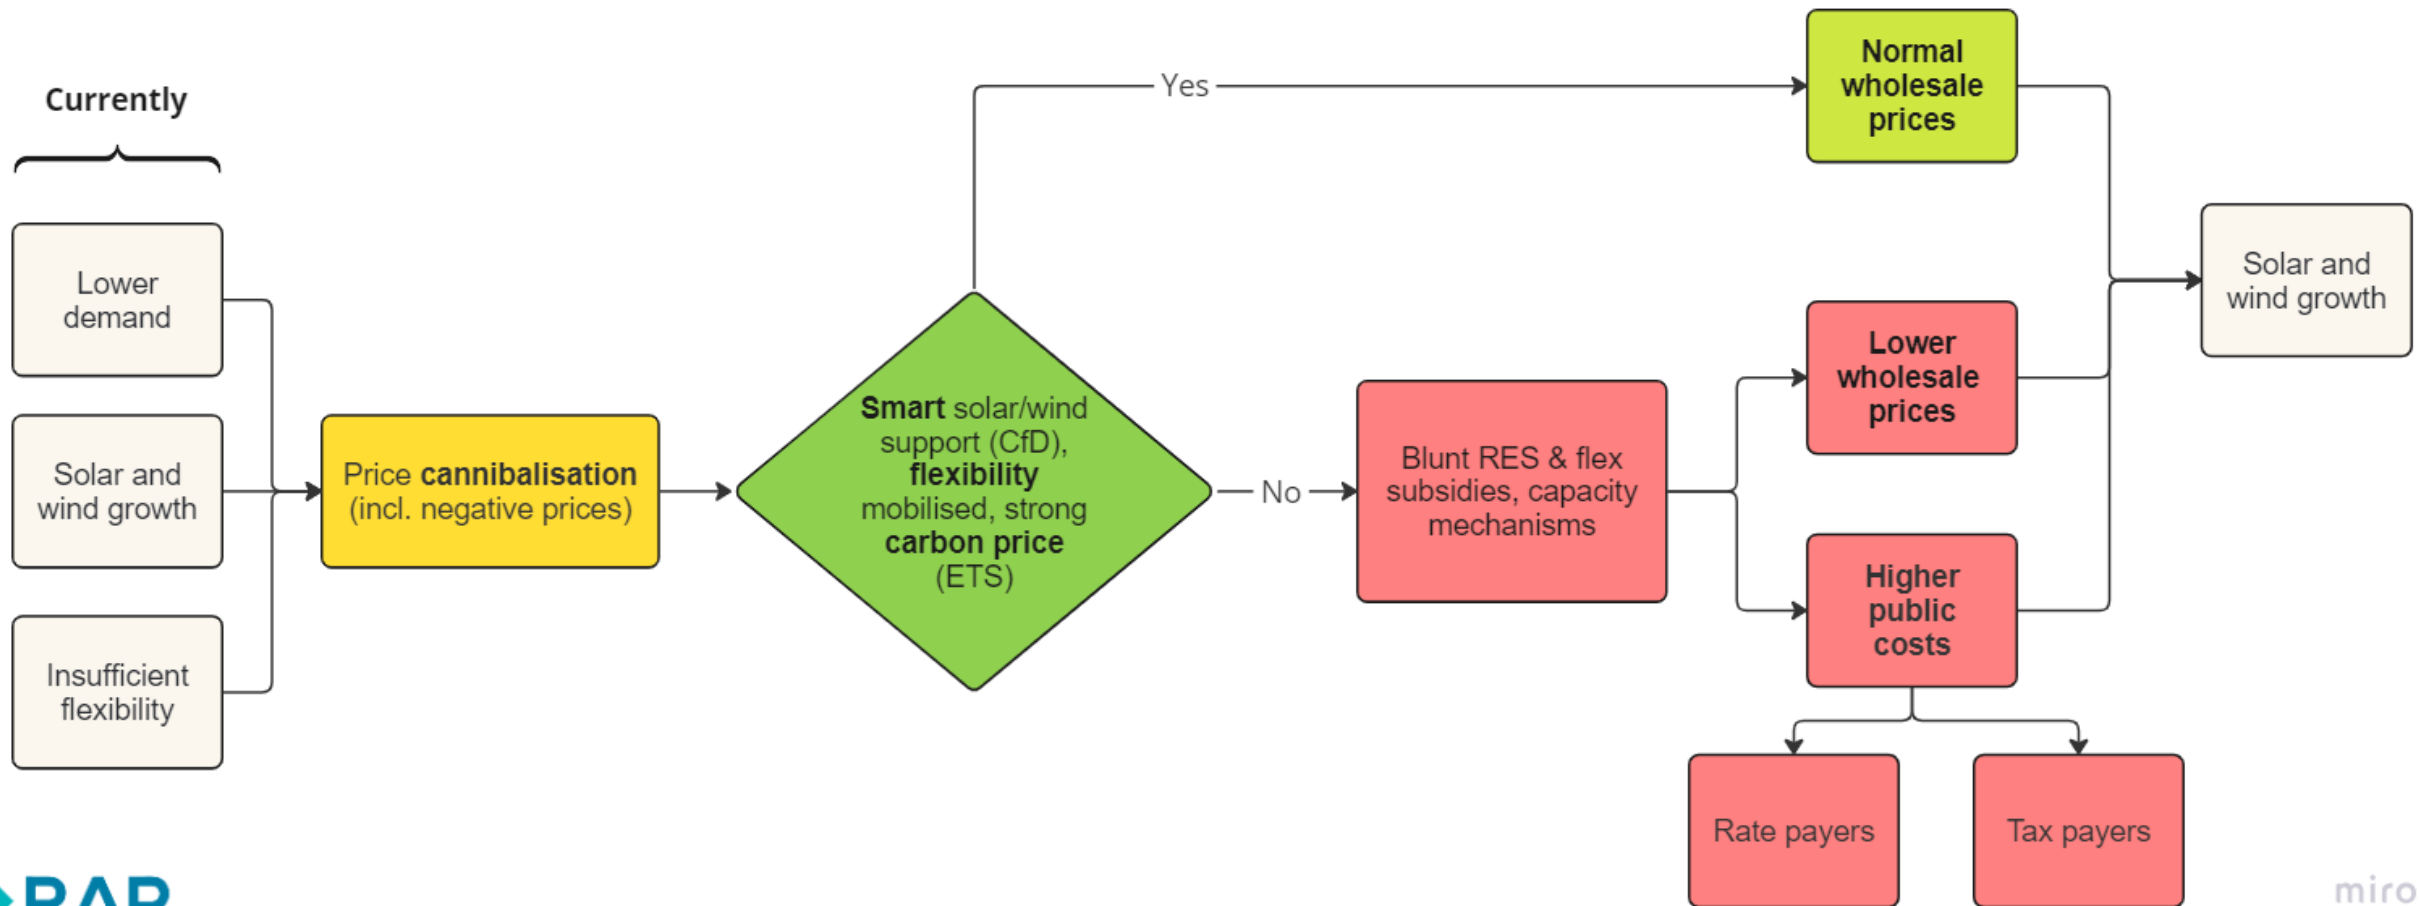 Currently
Lower
demand
Solar and
wind growth
Insufficient
flexibility
Price cannibalisation
(incl. negative prices)
Smart solar/wind
support (CfD),
flexibility
mobilised, strong
carbon price
(ETS)
Yes
No
Normal
wholesale
prices
Blunt RES & flex
subsidies, capacity
mechanisms
Lower
wholesale
prices
Higher
public
costs
Solar and
wind growth
Rate payers
Tax payers
RAP
miro